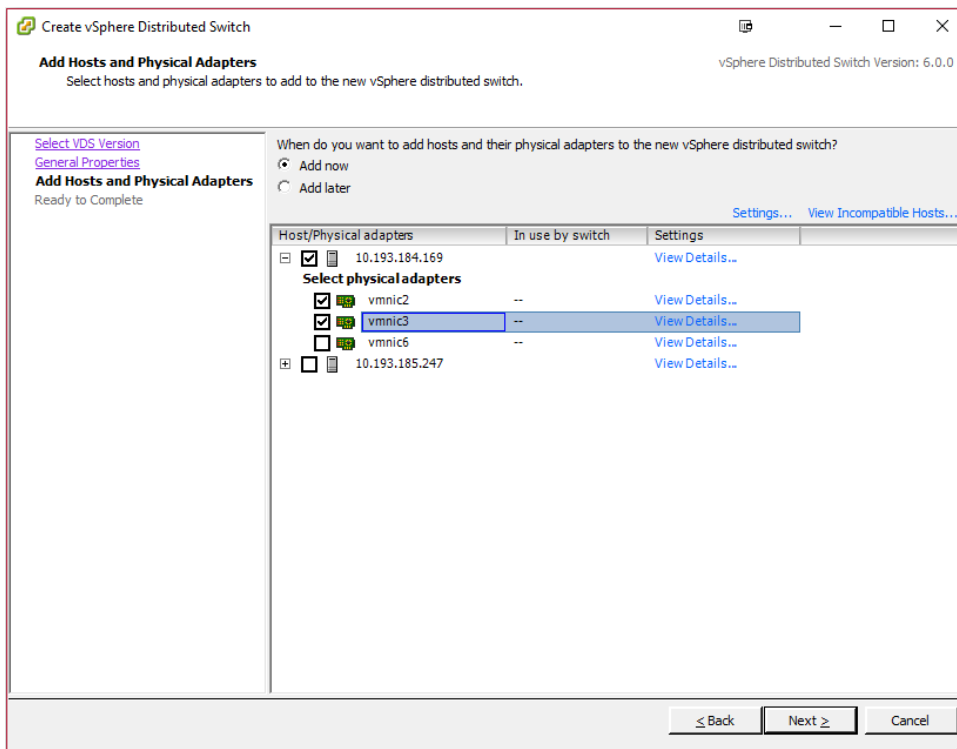 Create vSphere Distributed Switch
Add Hosts and Physical Adapters
Select hosts and physical adapters to add to the new vSphere distributed switch.
vSphere Distributed Switch Version: 6.0.0
Select VDS Version
General Properties
Add Hosts and Physical Adapters
Ready to Complete
When do you want to add hosts and their physical adapters to the new vSphere distributed switch?
Add now
Add later
Settings... View Incompatible Hosts...
Host/Physical adapters In use by switch Settings
10.193.184.169 View Details...
Select physical adapters
vmnic2 -- View Details...
vmnic3 -- View Details...
vmnic6 -- View Details...
10.193.185.247 View Details...
< Back Next > Cancel